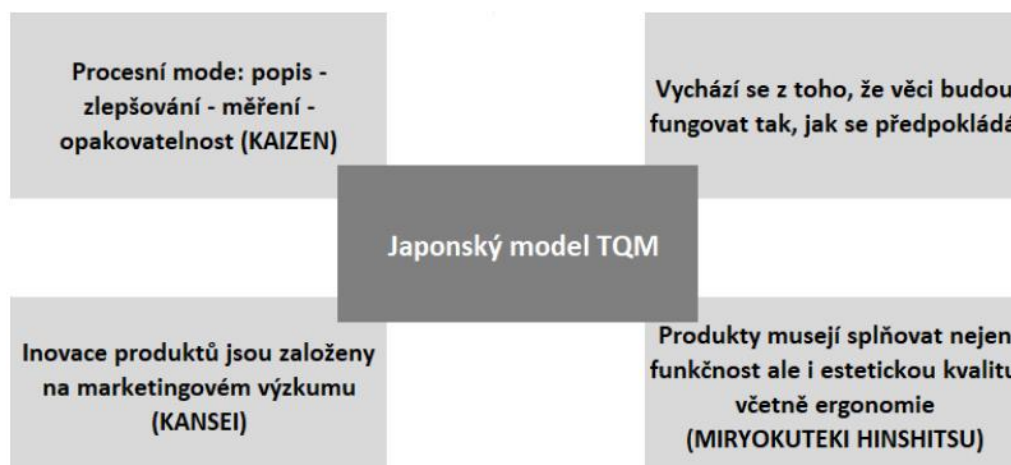 Procesní mode: popis -
zlepšování - měření -
opakovatelnost (KAIZEN)
Vychází se z toho, že věci budou
fungovat tak, jak se předpokládá
Japonský model TQM
Inovace produktů jsou založeny
na marketingovém výzkumu
(KANSEI)
Produkty musejí splňovat nejen
funkčnost ale i estetickou kvalitu
včetně ergonomie
(MIRYOKUTEKI HINSHITSU)